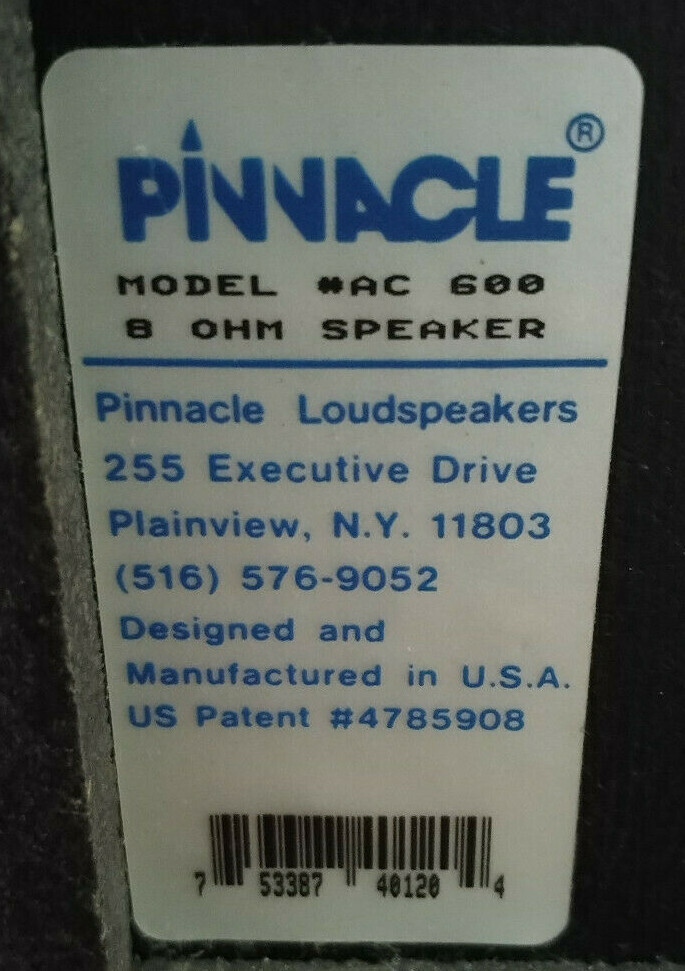 PINNACLE®
MODEL #AC 600
8 OHM SPEAKER
Pinnacle Loudspeakers
255 Executive Drive
Plainview, N.Y. 11803
(516) 576-9052
Designed and
Manufactured in U.S.A.
US Patent #4785908
7 53387 40120 4